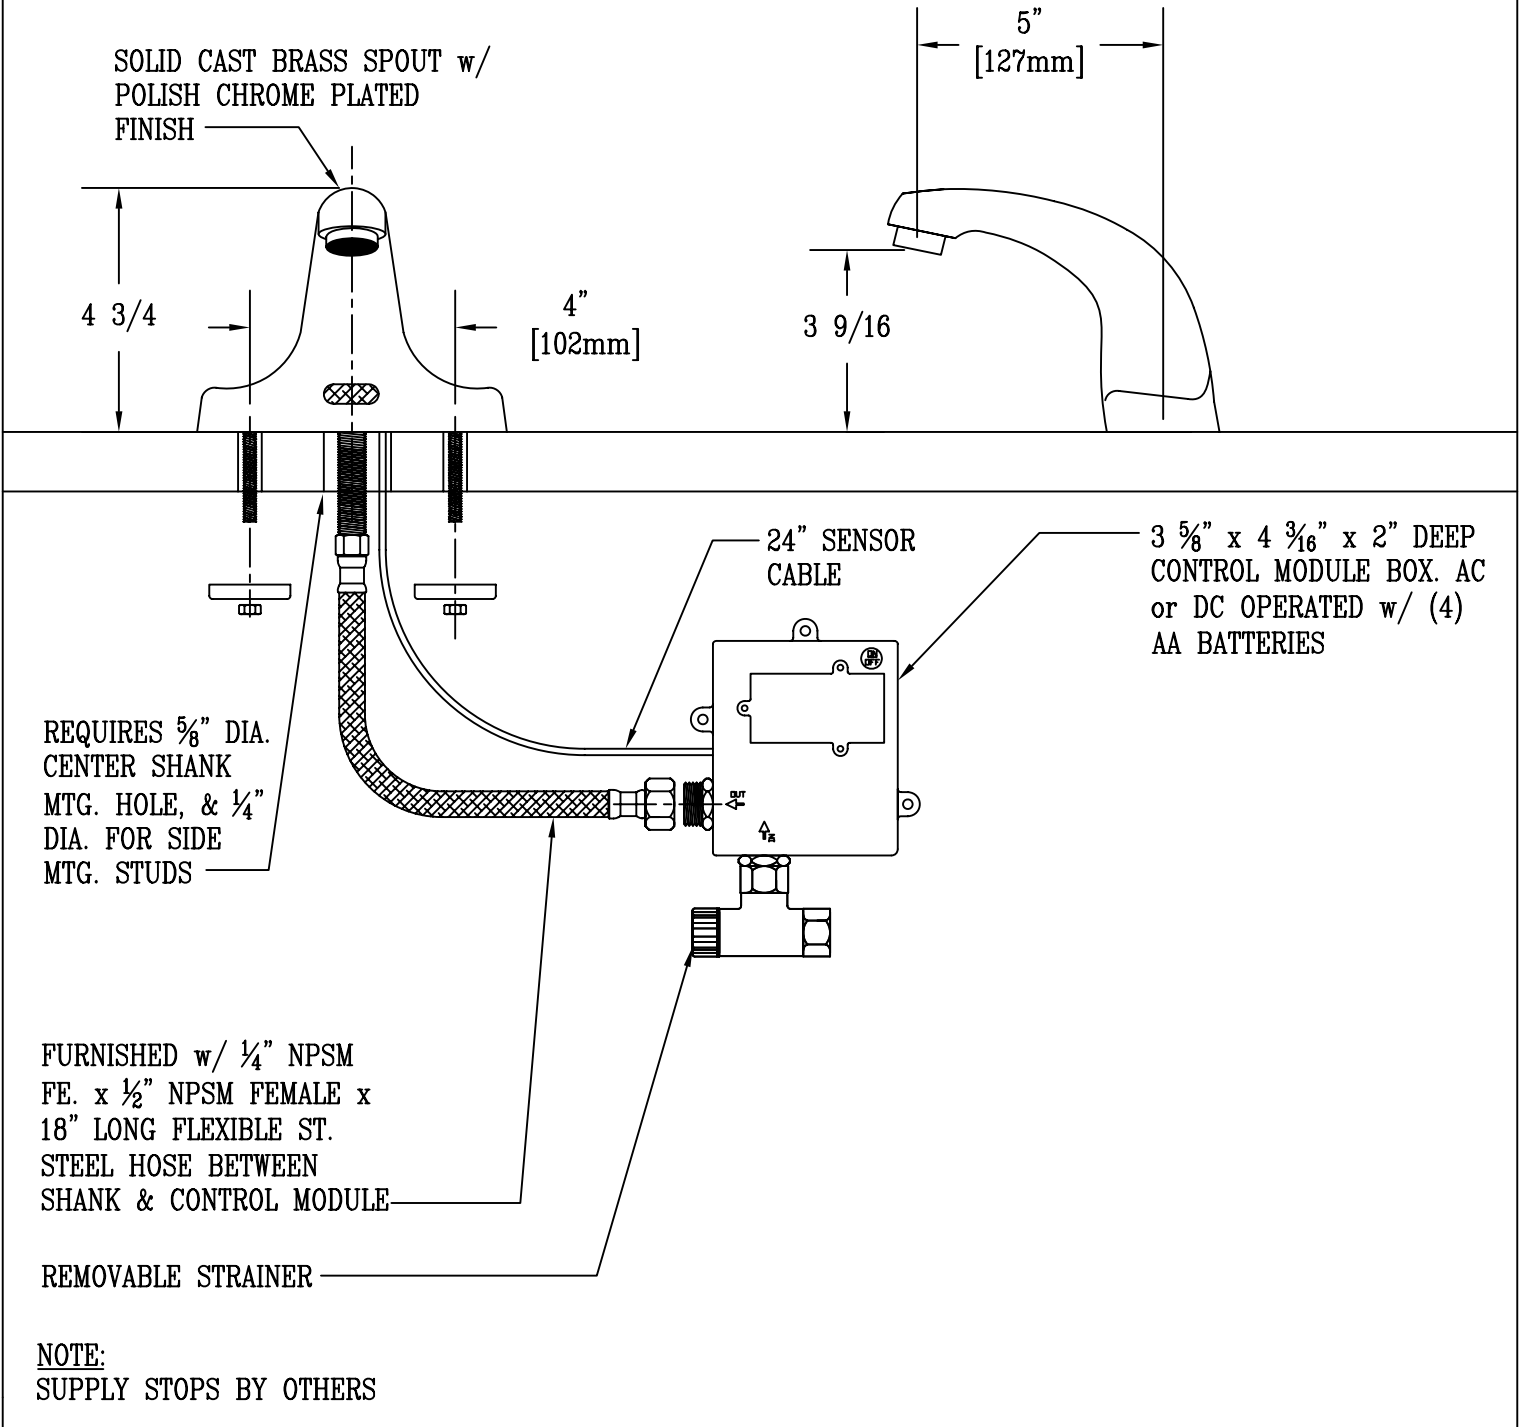 SOLID CAST BRASS SPOUT w/
POLISH CHROME PLATED
FINISH
5"
[127mm]
4 3/4
4"
[102mm]
3 9/16
24" SENSOR
CABLE
3 ⅝" x 4 3⁄16" x 2" DEEP
CONTROL MODULE BOX. AC
or DC OPERATED w/ (4)
AA BATTERIES
ON
OFF
REQUIRES ⅝" DIA.
CENTER SHANK
MTG. HOLE, & ¼"
DIA. FOR SIDE
MTG. STUDS
OUT
IN
FURNISHED w/ ¼" NPSM
FE. x ½" NPSM FEMALE x
18" LONG FLEXIBLE ST.
STEEL HOSE BETWEEN
SHANK & CONTROL MODULE
REMOVABLE STRAINER
NOTE:
SUPPLY STOPS BY OTHERS